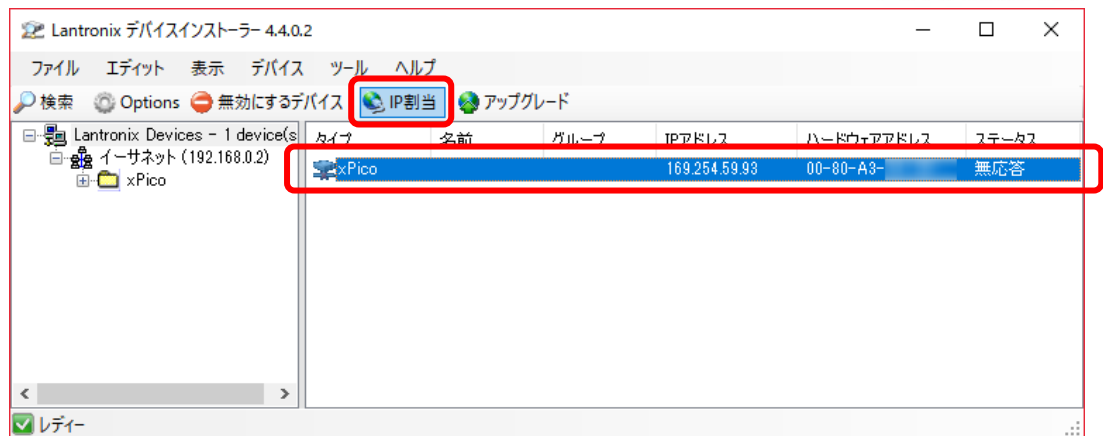 Lantronix デバイスインストーラー 4.4.0.2
ファイル エディット 表示 デバイス ツール ヘルプ
検索 Options 無効にするデバイス IP割当 アップグレード
Lantronix Devices - 1 device(s
イーサネット (192.168.0.2)
xPico
タイプ 名前 グループ IPアドレス ハードウェアアドレス ステータス
xPico 169.254.59.93 00-80-A3- 無応答
レディー